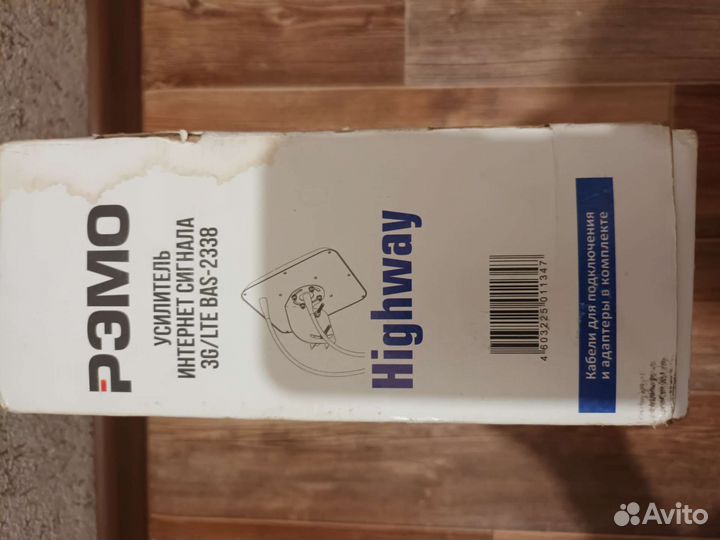 РЭМО
УСИЛИТЕЛЬ
ИНТЕРНЕТ СИГНАЛА
3G/LTE BAS-2338
Highway
4 603225 011347
Кабели для подключения
и адаптеры в комплекте
Avito